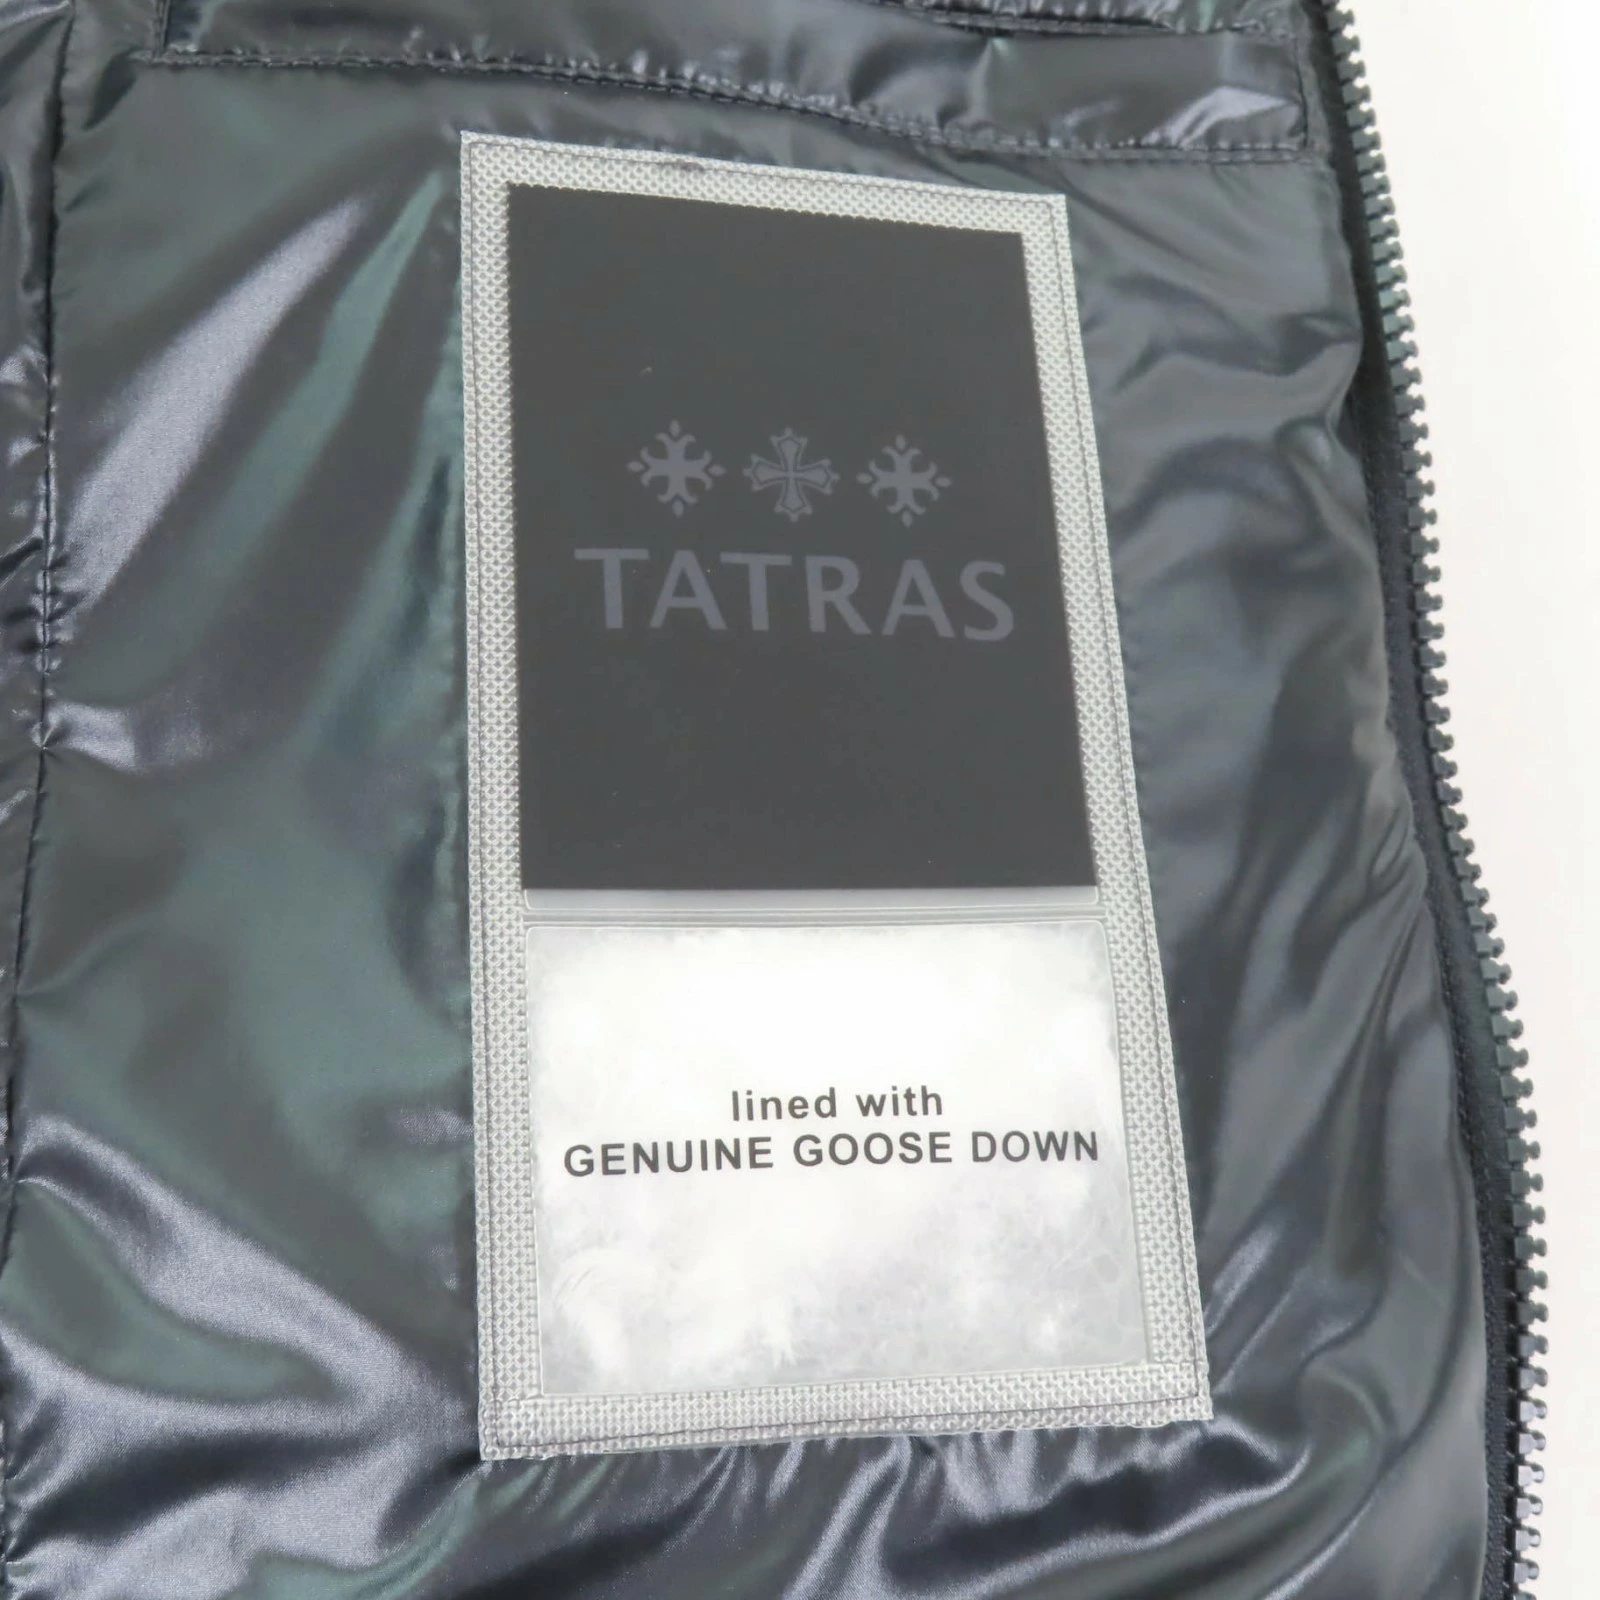 TATRAS
lined with
GENUINE GOOSE DOWN